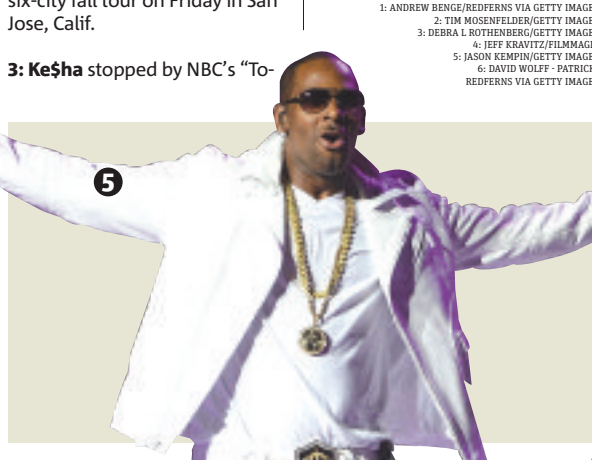 six-city fall tour on Friday in San
Jose, Calif.
3: Ke$ha stopped by NBC's “To-
1: ANDREW BENGE/REDFERNS VIA GETTY IMAGE
2: TIM MOSENFELDER/GETTY IMAGE
3: DEBRA L ROTHENBERG/GETTY IMAGE
4: JEFF KRAVITZ/FILMMAGI
5: JASON KEMPIN/GETTY IMAGE
6: DAVID WOLFF - PATRICK
REDFERNS VIA GETTY IMAGE
5